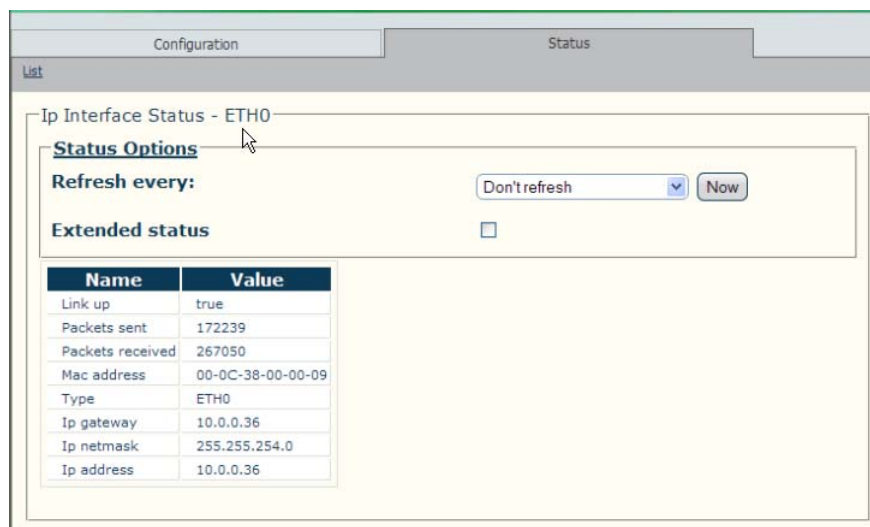 Configuration Status
List
Ip Interface Status - ETH0
Status Options
Refresh every: Don't refresh Now
Extended status
Name Value
Link up true
Packets sent 172239
Packets received 267050
Mac address 00-0C-38-00-00-09
Type ETH0
Ip gateway 10.0.0.36
Ip netmask 255.255.254.0
Ip address 10.0.0.36